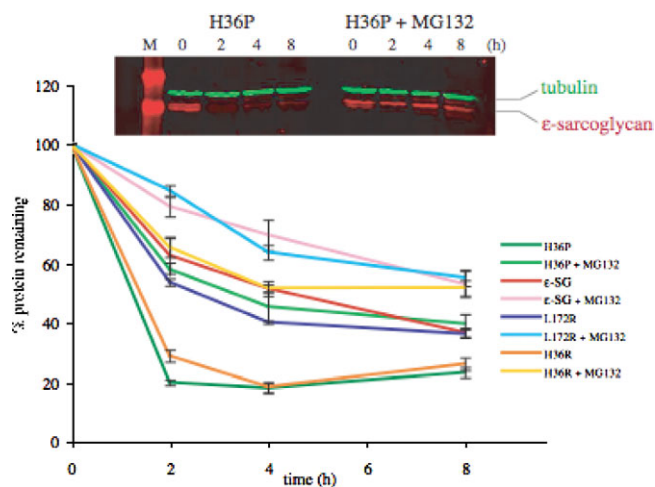 H36P H36P + MG132
M 0 2 4 8 0 2 4 8 (h)
tubulin
ε-sarcoglycan
120
100
80
60
40
20
0
0 2 4 6 8
% protein remaining
time (h)
H36P
H36P + MG132
ε-SG
ε-SG + MG132
L172R
L172R + MG132
H36R
H36R + MG132